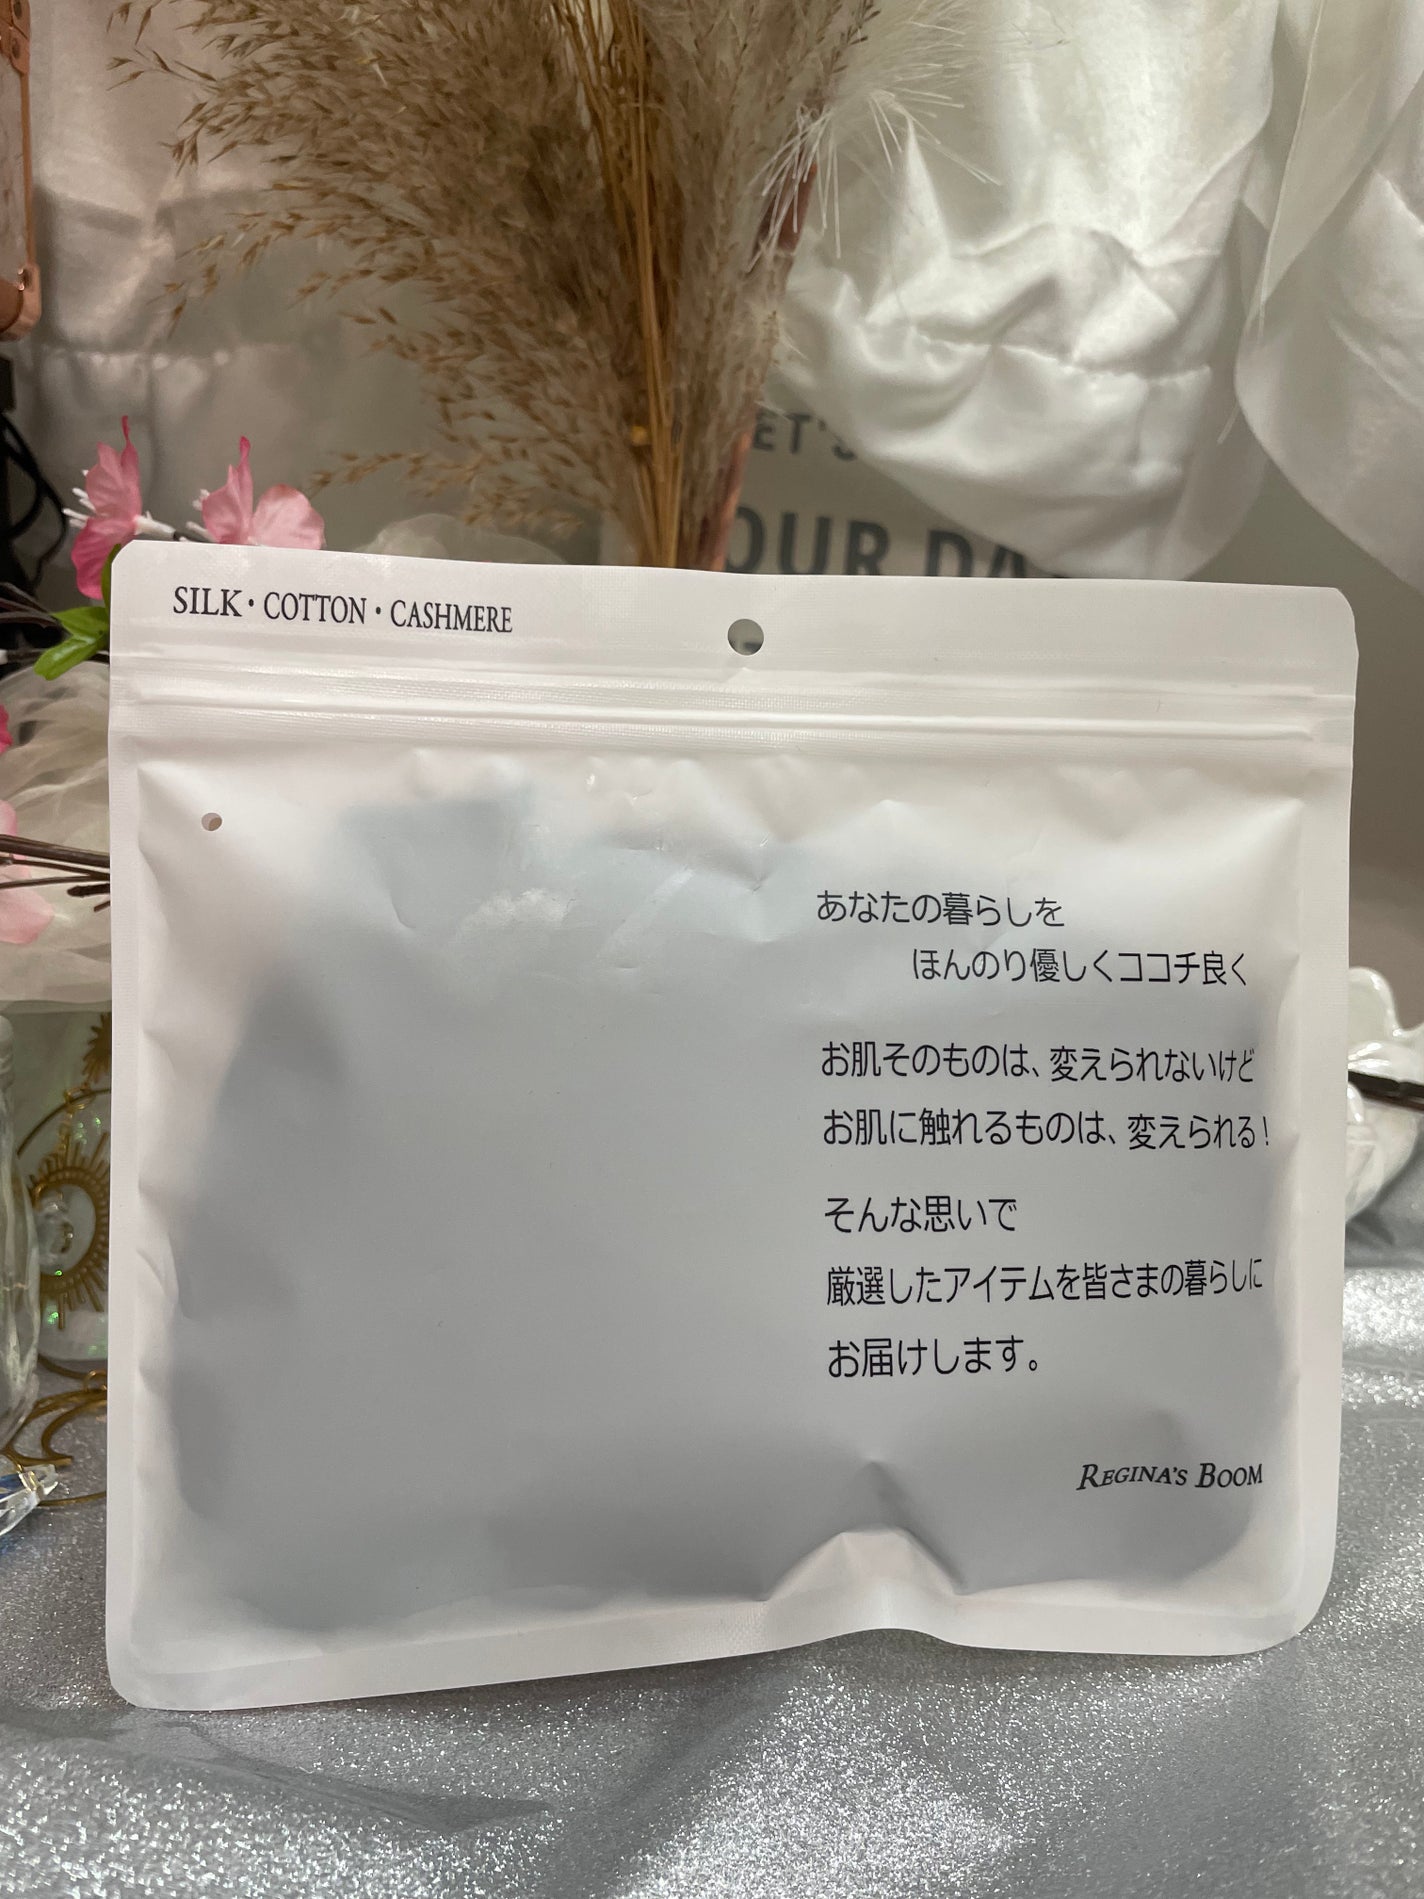 OUR DA
SILK・COTTON・CASHMERE
あなたの暮らしを
ほんのり優しくココチ良く
お肌そのものは、変えられないけど
お肌に触れるものは、変えられる！
そんな思いで
厳選したアイテムを皆さまの暮らしに
お届けします。
REGINA'S BOOM